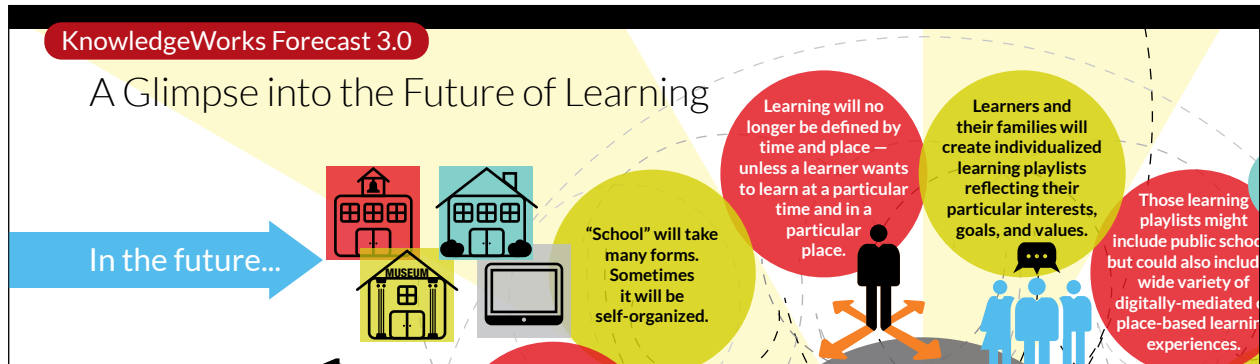 KnowledgeWorks Forecast 3.0
A Glimpse into the Future of Learning
In the future...
MUSEUM
“School” will take
many forms.
Sometimes
it will be
self-organized.
Learning will no
longer be defined by
time and place —
unless a learner wants
to learn at a particular
time and in a
particular
place.
Learners and
their families will
create individualized
learning playlists
reflecting their
particular interests,
goals, and values.
Those learning
playlists might
include public
but could also
wide variety of
digitally-mediated
place-based
experiences.